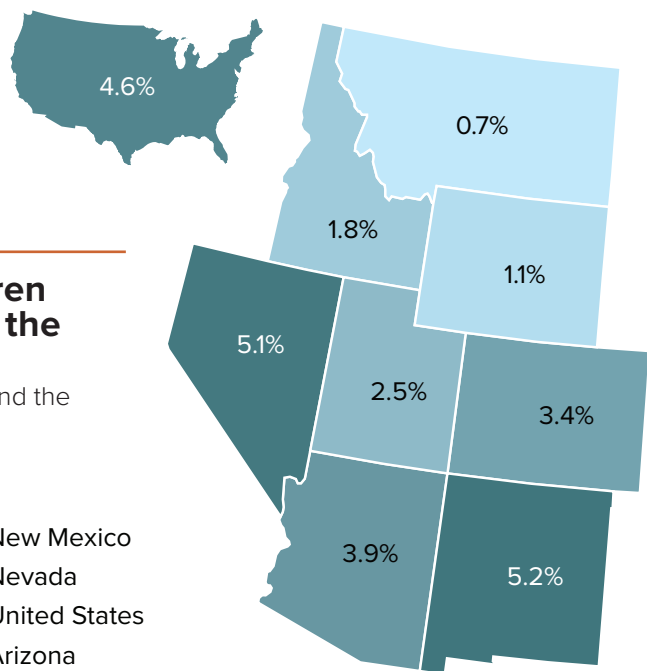 4.6%
0.7%
1.8%
1.1%
the
5.1%
nd the
2.5%
3.4%
New Mexico
Nevada
United States
3.9%
5.2%
Arizona